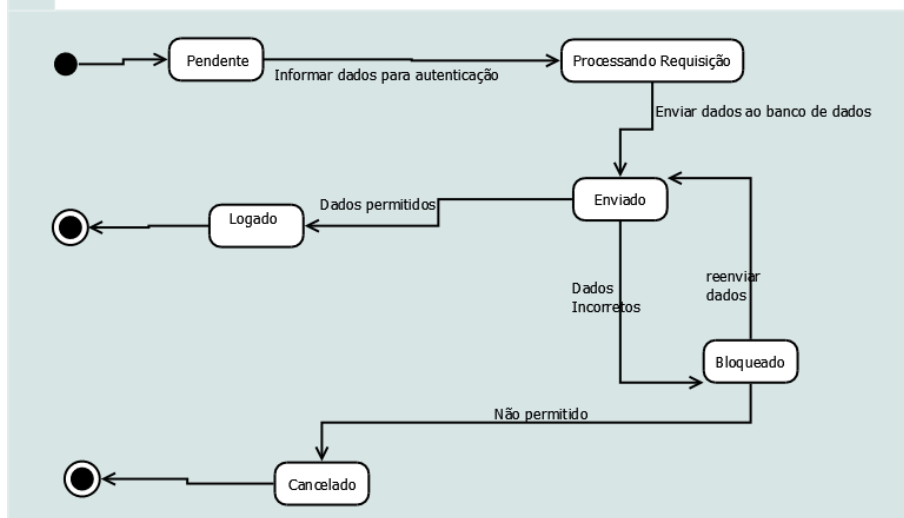 Pendente
Informar dados para autenticação
Processando Requisição
Enviar dados ao banco de dados
Enviado
Dados permitidos
Logado
Dados
Incorretos
reenviar
dados
Bloqueado
Não permitido
Cancelado